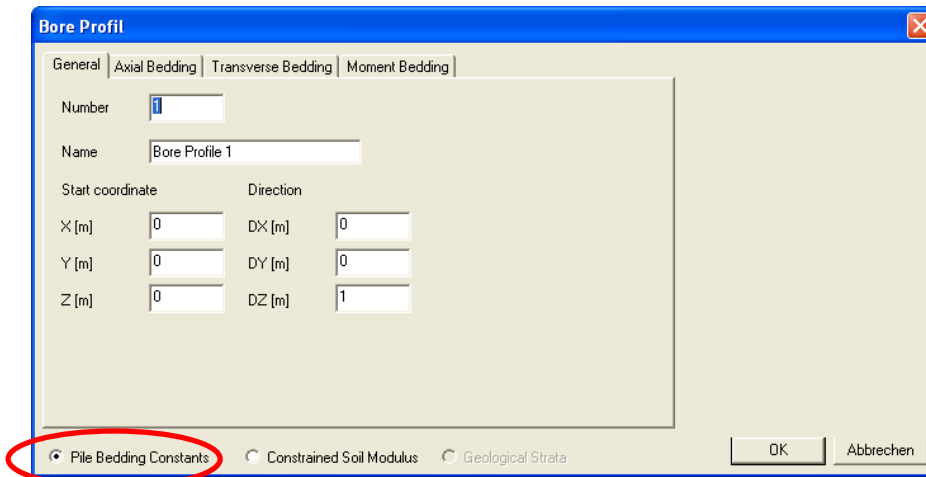 Bore Profil
General Axial Bedding Transverse Bedding Moment Bedding
Number 1
Name Bore Profile 1
Start coordinate Direction
X [m] 0 DX [m] 0
Y [m] 0 DY [m] 0
Z [m] 0 DZ [m] 1
Pile Bedding Constants Constrained Soil Modulus Geological Strata OK Abbrechen